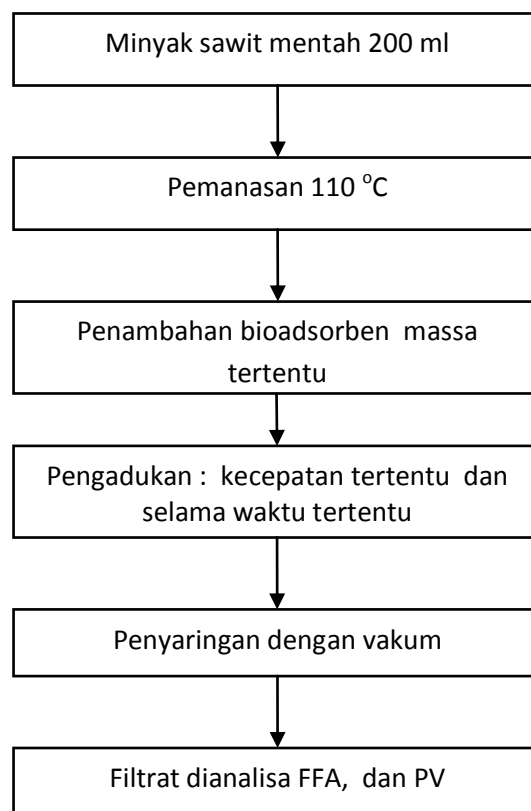 Minyak sawit mentah 200 ml
Pemanasan 110 °C
Penambahan bioadsorben massa
tertentu
Pengadukan : kecepatan tertentu dan
selama waktu tertentu
Penyaringan dengan vakum
Filtrat dianalisa FFA, dan PV